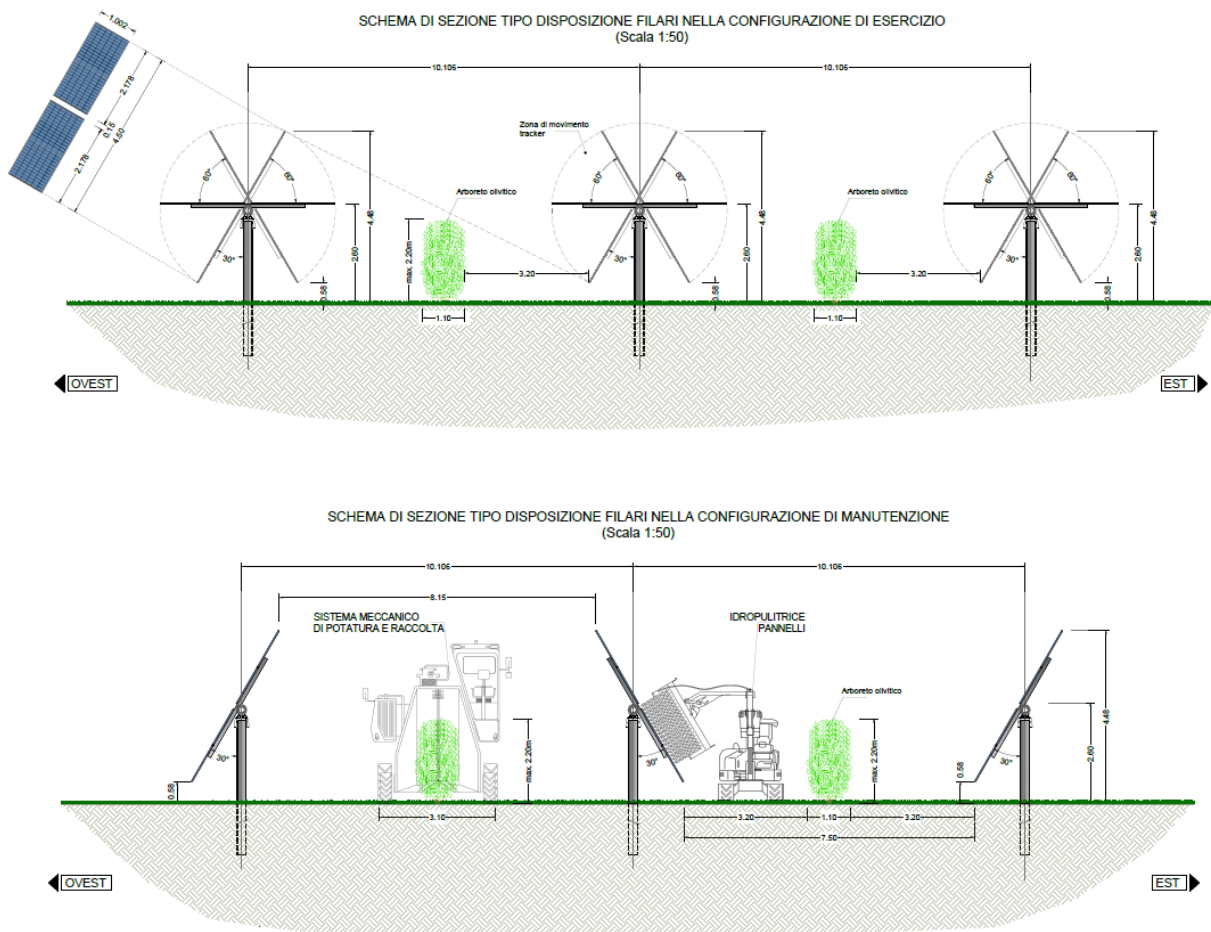 SCHEMA DI SEZIONE TIPO DISPOSIZIONE FILARI NELLA CONFIGURAZIONE DI ESERCIZIO
(Scala 1:50)
1.002
2.178
0.15
4.50
2.178
10.106
10.106
Zona di movimento
tracker
Arboreto olivitico
Arboreto olivitico
60°
60°
30°
4.48
2.60
0.58
max. 2.20m
3.20
1.10
60°
60°
30°
4.48
2.60
0.58
max. 2.20m
3.20
1.10
60°
60°
30°
4.48
2.60
0.58
OVEST
EST
SCHEMA DI SEZIONE TIPO DISPOSIZIONE FILARI NELLA CONFIGURAZIONE DI MANUTENZIONE
(Scala 1:50)
10.106
10.106
8.15
SISTEMA MECCANICO
DI POTATURA E RACCOLTA
IDROPULITRICE
PANNELLI
Arboreto olivitico
30°
0.58
max. 2.20m
3.10
30°
max. 2.20m
3.20
1.10
3.20
7.50
0.58
30°
2.60
4.48
OVEST
EST